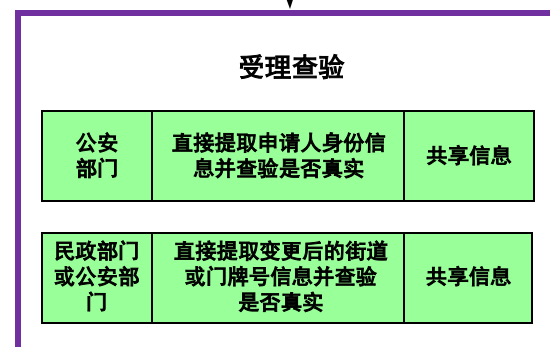 受理查验
公安
部门
直接提取申请人身份信
息并查验是否真实
共享信息
民政部门
或公安部
门
直接提取变更后的街道
或门牌号信息并查验
是否真实
共享信息